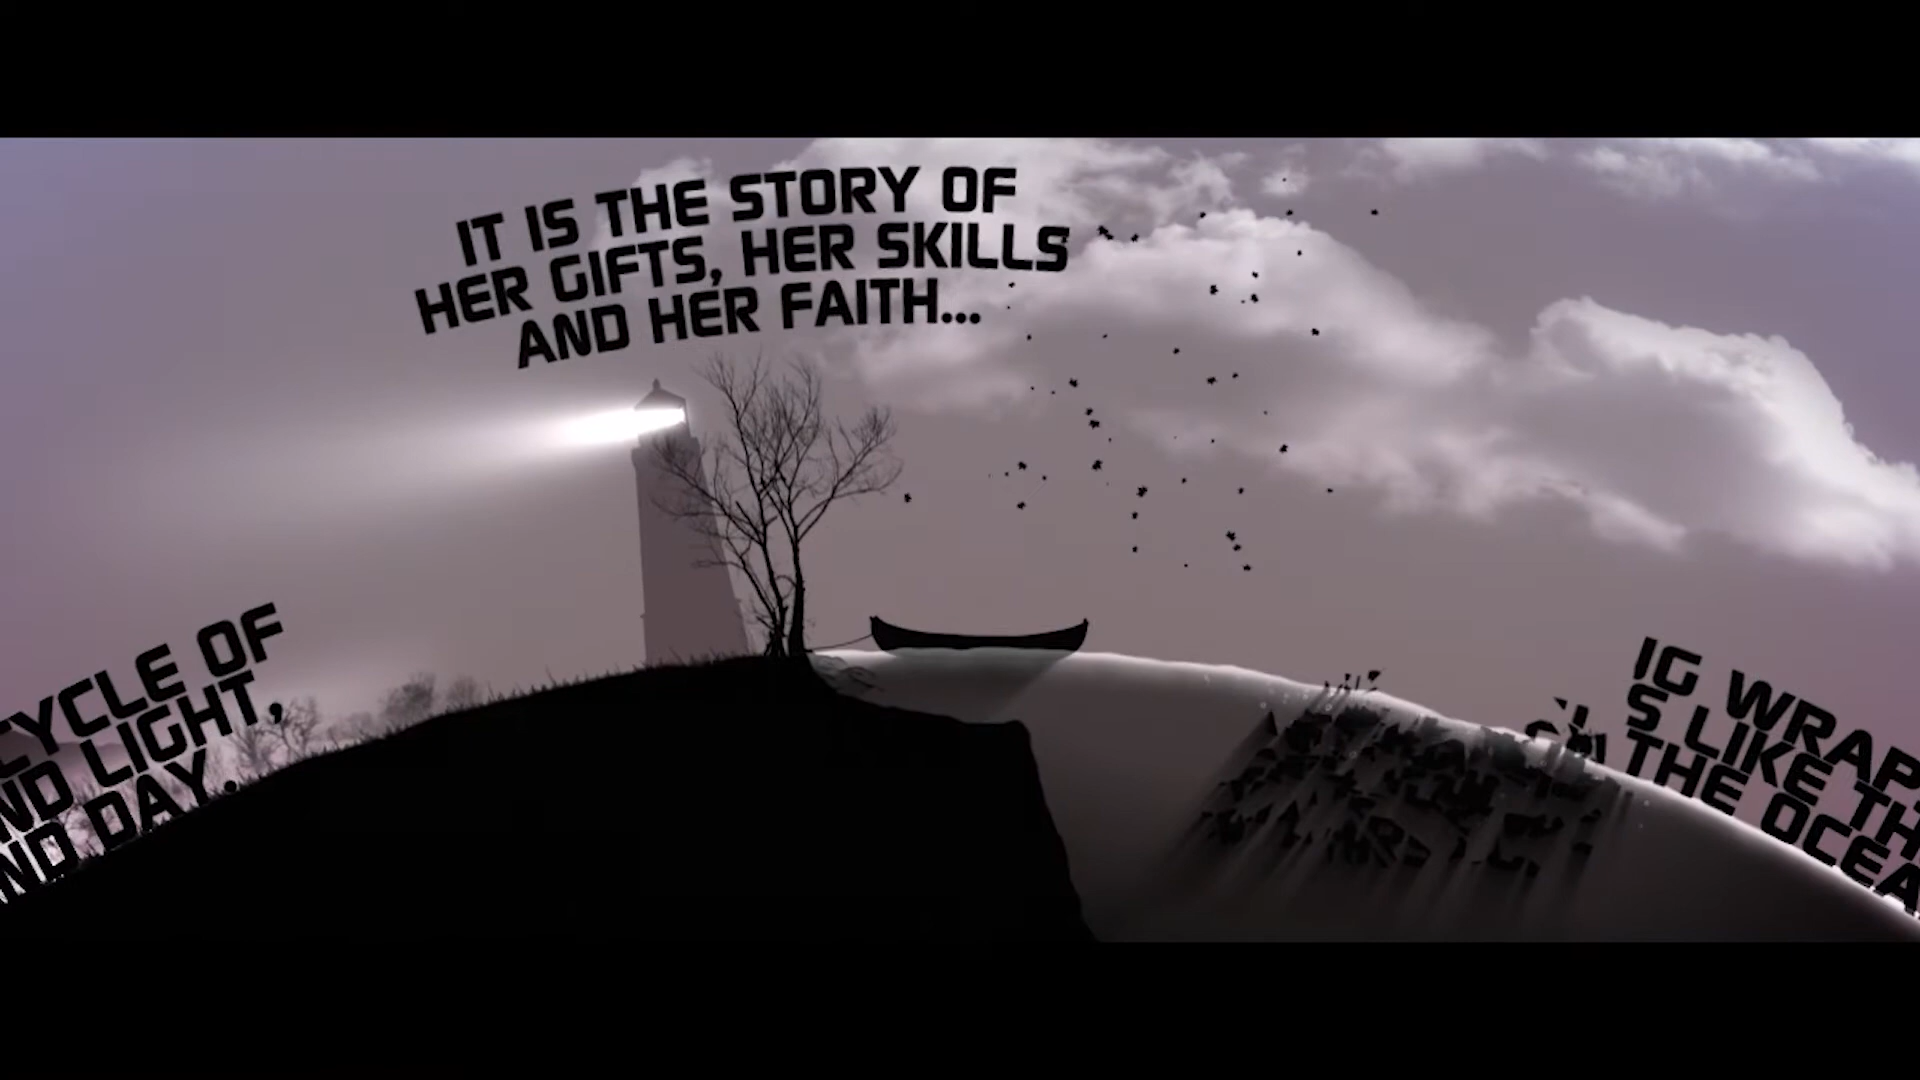 IT IS THE STORY OF
HER GIFTS, HER SKILLS
AND HER FAITH...
CYCLE OF
ND LIGHT,
ND DAY.
IG WRAP
S LIKE TH
THE OCEA